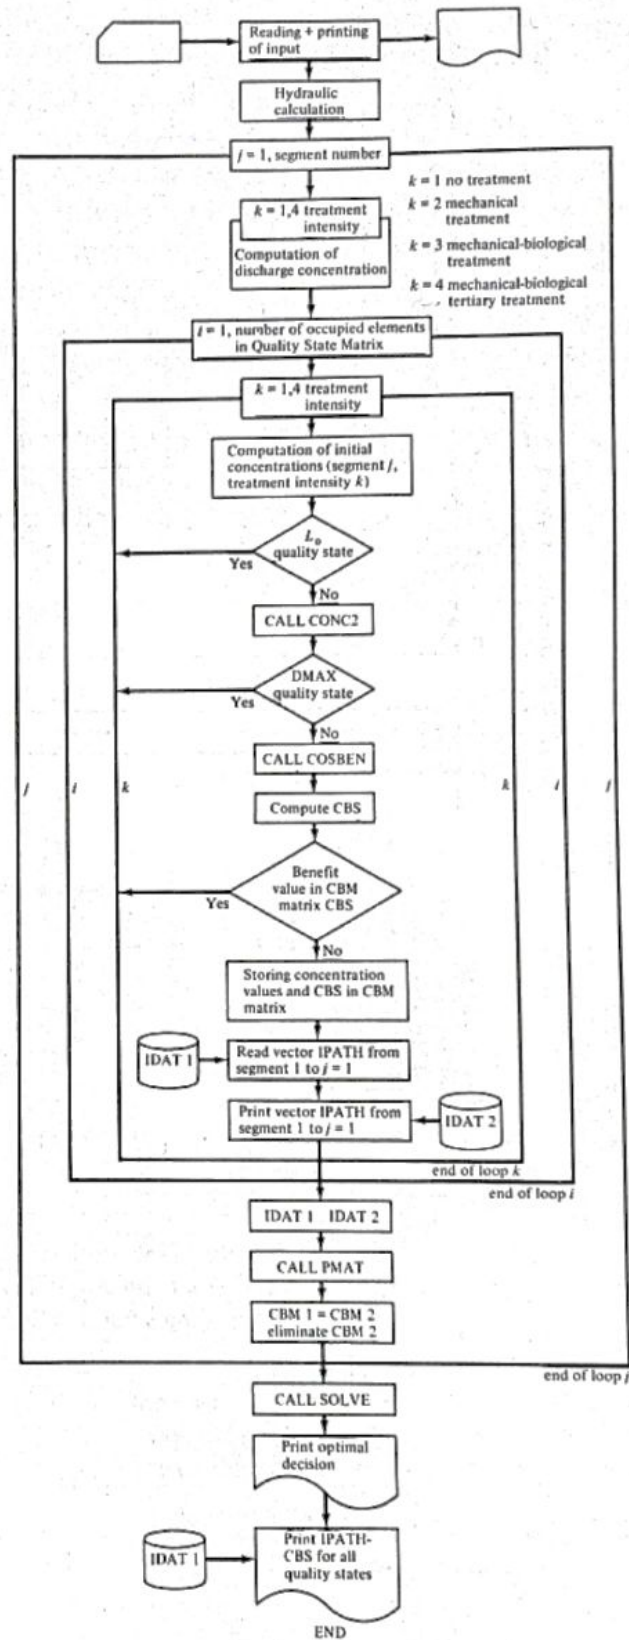 Reading + printing
of input
Hydraulic
calculation
j = 1, segment number
k = 1 no treatment
k = 2 mechanical
treatment
k = 3 mechanical-biological
treatment
k = 4 mechanical-biological
tertiary treatment
k = 1,4 treatment
intensity
Computation of
discharge concentration
i = 1, number of occupied elements
in Quality State Matrix
k = 1,4 treatment
intensity
Computation of initial
concentrations (segment j,
treatment intensity k)
L₀
quality state
Yes
No
CALL CONC2
DMAX
quality state
Yes
No
CALL COSBEN
j
i
k
k
i
j
Compute CBS
Benefit
value in CBM
matrix CBS
Yes
No
Storing concentration
values and CBS in CBM
matrix
IDAT 1
Read vector IPATH from
segment 1 to j = 1
Print vector IPATH from
segment 1 to j = 1
IDAT 2
end of loop k
end of loop i
IDAT 1 IDAT 2
CALL PMAT
CBM 1 = CBM 2
eliminate CBM 2
end of loop j
CALL SOLVE
Print optimal
decision
IDAT 1
Print IPATH-
CBS for all
quality states
END